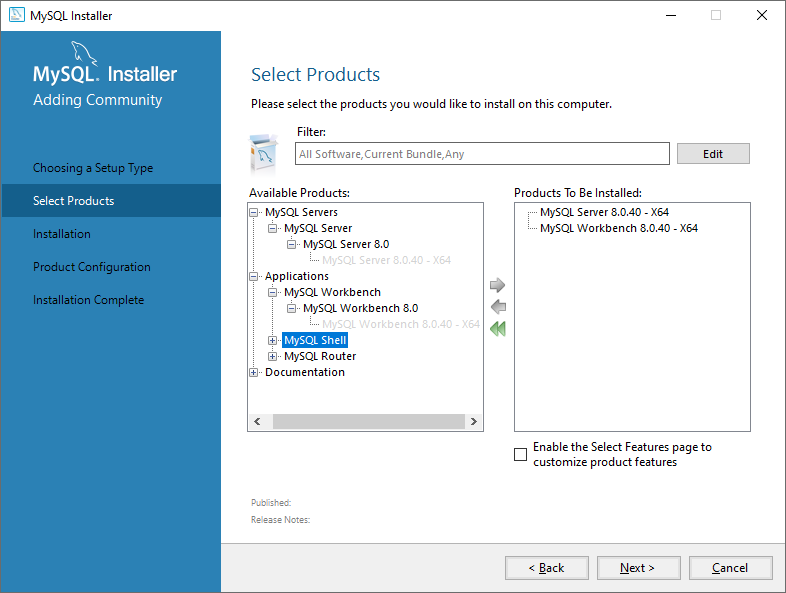 MySQL Installer
MySQL. Installer
Adding Community
Choosing a Setup Type
Select Products
Installation
Product Configuration
Installation Complete
Select Products
Please select the products you would like to install on this computer.
Filter:
All Software,Current Bundle,Any
Edit
Available Products:
MySQL Servers
MySQL Server
MySQL Server 8.0
MySQL Server 8.0.40 - X64
Applications
MySQL Workbench
MySQL Workbench 8.0
MySQL Workbench 8.0.40 - X64
MySQL Shell
MySQL Router
Documentation
Products To Be Installed:
MySQL Server 8.0.40 - X64
MySQL Workbench 8.0.40 - X64
Enable the Select Features page to
customize product features
Published:
Release Notes:
< Back
Next >
Cancel